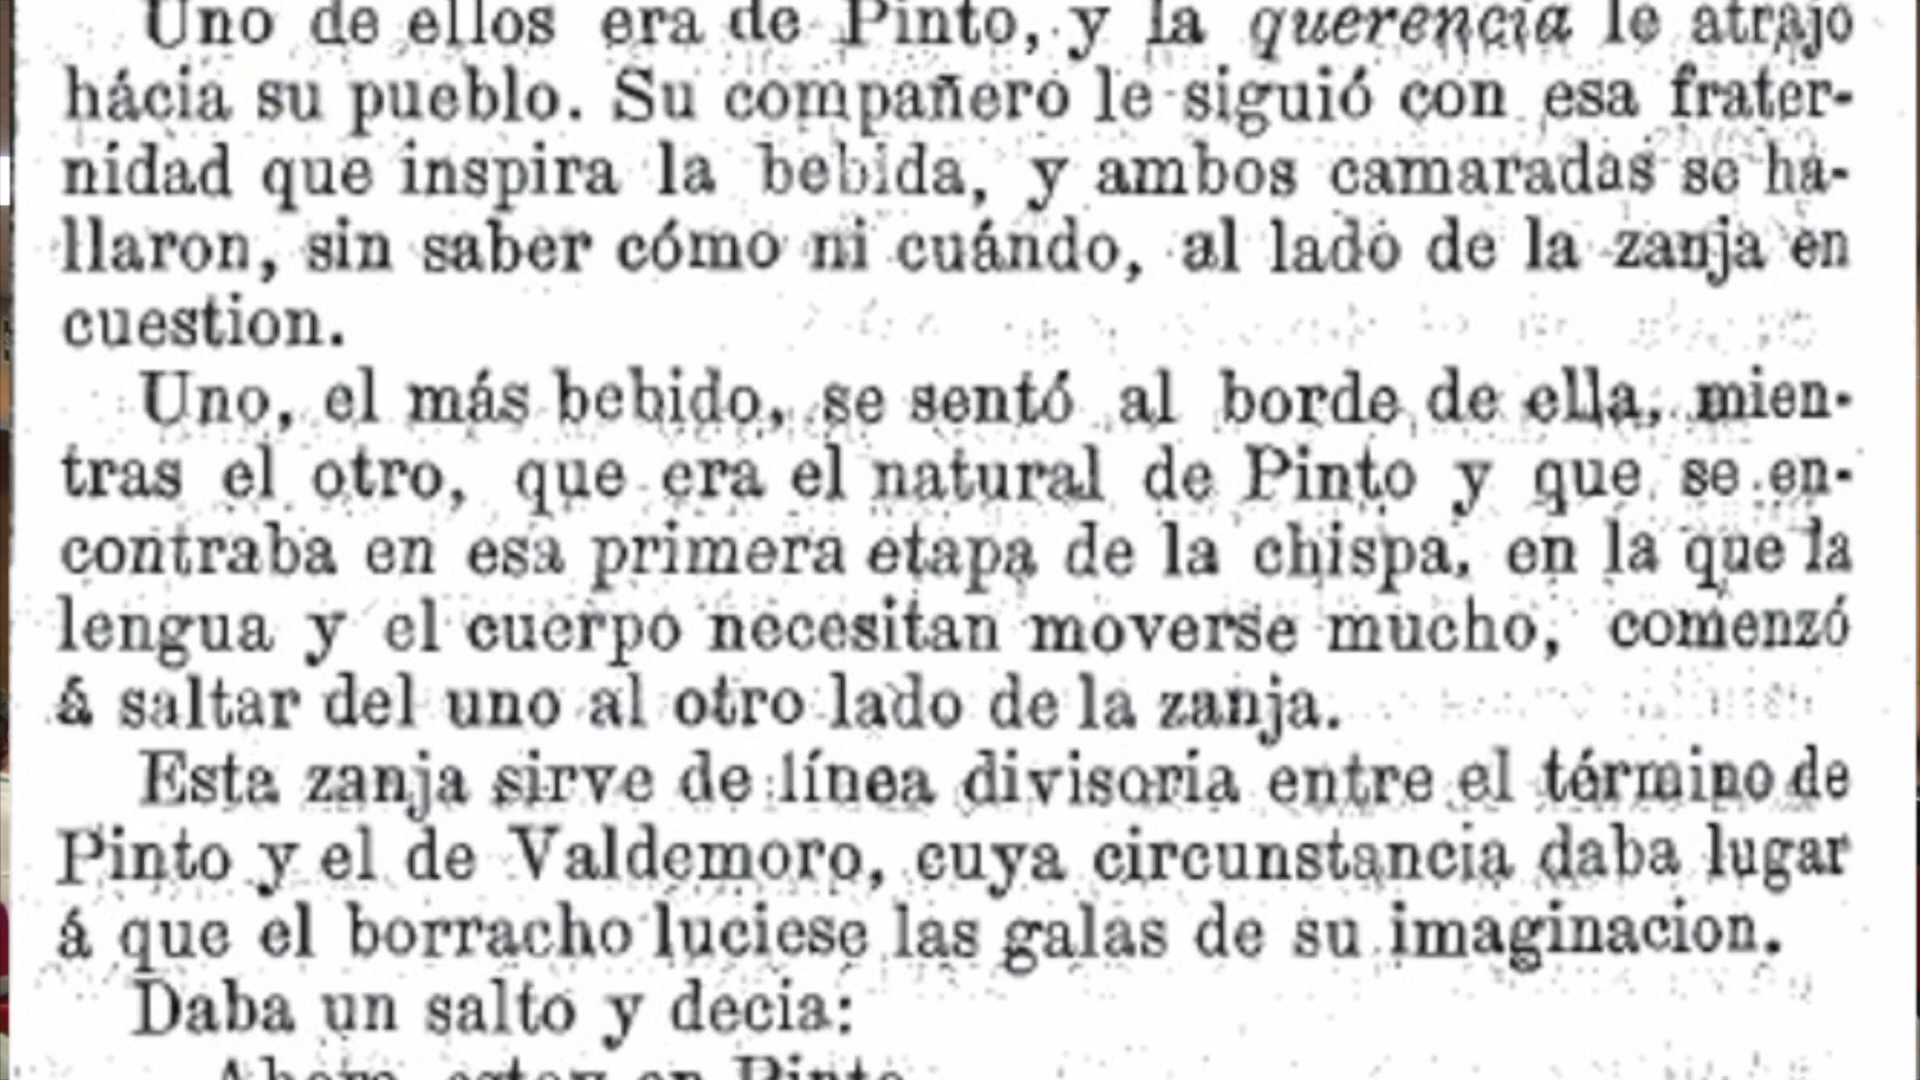 Uno de ellos era de Pinto, y la querencia le atrajo
hácia su pueblo. Su compañero le siguió con esa frater-
nidad que inspira la bebida, y ambos camaradas se ha-
llaron, sin saber cómo ni cuándo, al lado de la zanja en
cuestion.
Uno, el más bebido, se sentó al borde de ella, mien-
tras el otro, que era el natural de Pinto y que se en-
contraba en esa primera etapa de la chispa, en la que la
lengua y el cuerpo necesitan moverse mucho, comenzó
á saltar del uno al otro lado de la zanja.
Esta zanja sirve de línea divisoria entre el término de
Pinto y el de Valdemoro, cuya circunstancia daba lugar
á que el borracho luciese las galas de su imaginacion.
Daba un salto y decia:
Ahora estoy en Pinto